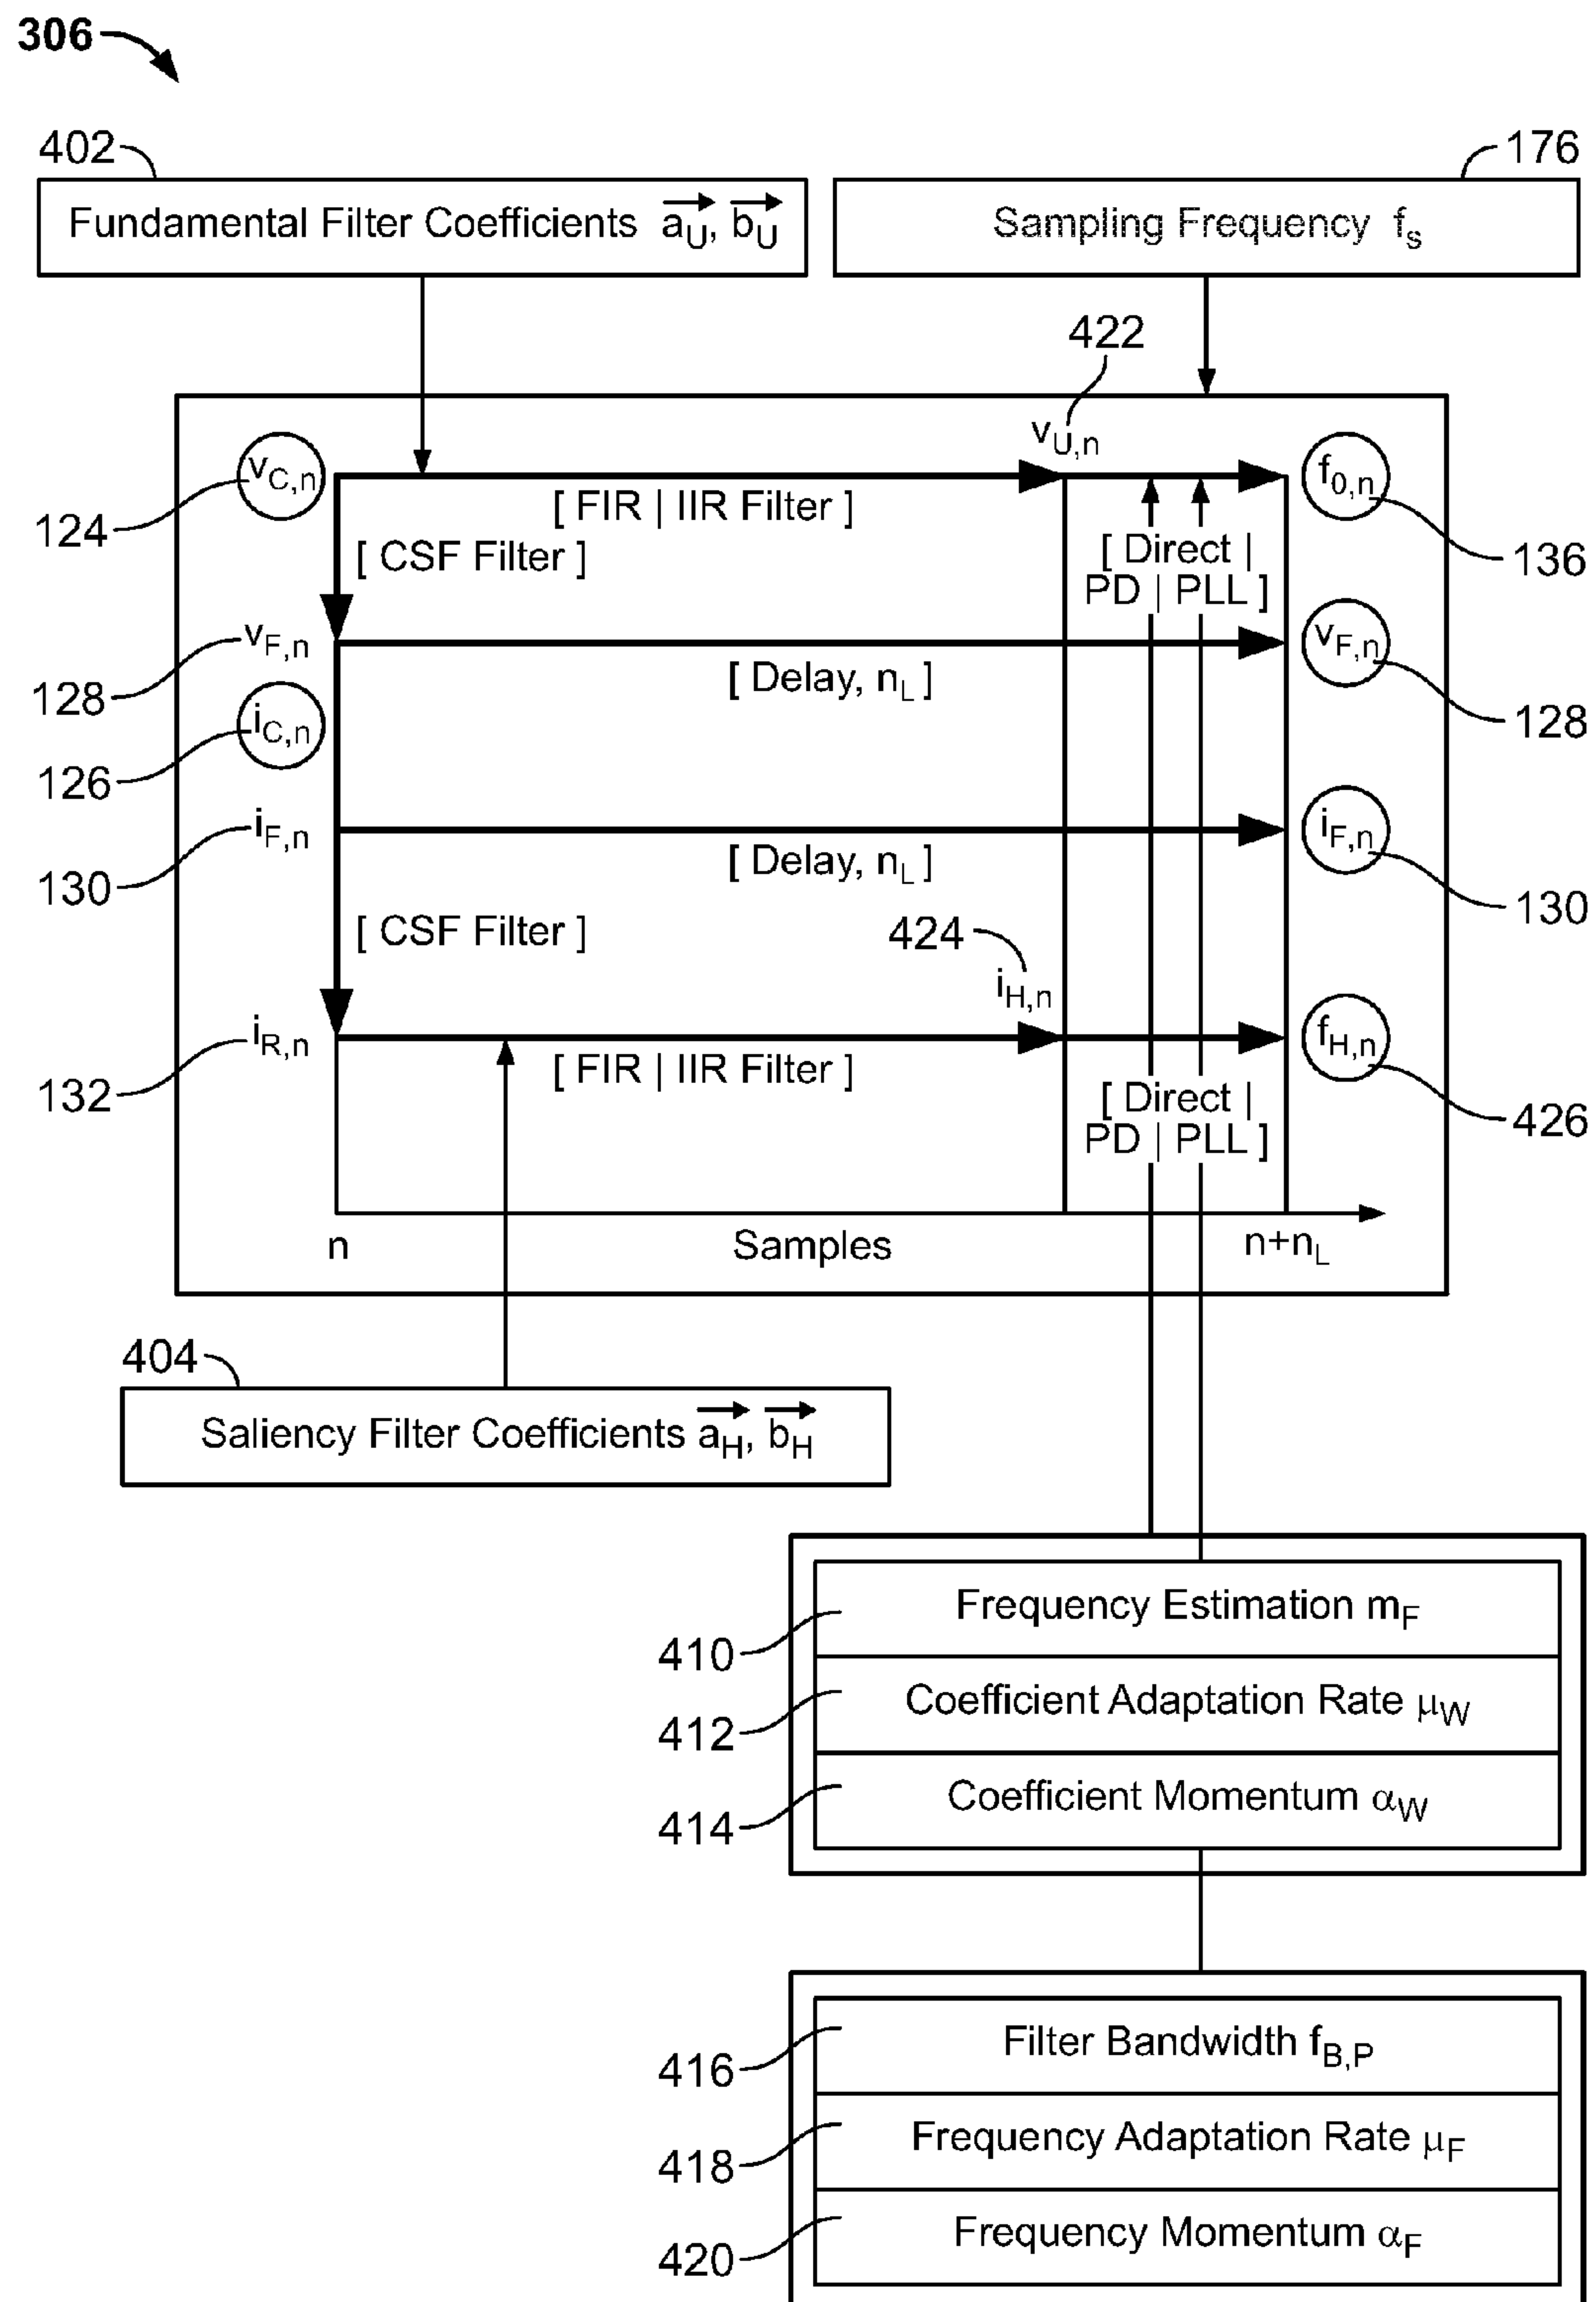 306
402
176
Fundamental Filter Coefficients a_U, b_U
Sampling Frequency f_s
422
v_U,n
v_C,n
f_0,n
124
[ FIR | IIR Filter ]
[ CSF Filter ]
[ Direct |
PD | PLL ]
136
v_F,n
v_F,n
128
[ Delay, n_L ]
128
i_C,n
126
i_F,n
i_F,n
130
[ Delay, n_L ]
130
[ CSF Filter ]
424
i_H,n
i_R,n
f_H,n
132
[ FIR | IIR Filter ]
[ Direct |
PD | PLL ]
426
n
Samples
n+n_L
404
Saliency Filter Coefficients a_H, b_H
Frequency Estimation m_F
410
Coefficient Adaptation Rate μ_W
412
Coefficient Momentum α_W
414
Filter Bandwidth f_B,P
416
Frequency Adaptation Rate μ_F
418
Frequency Momentum α_F
420